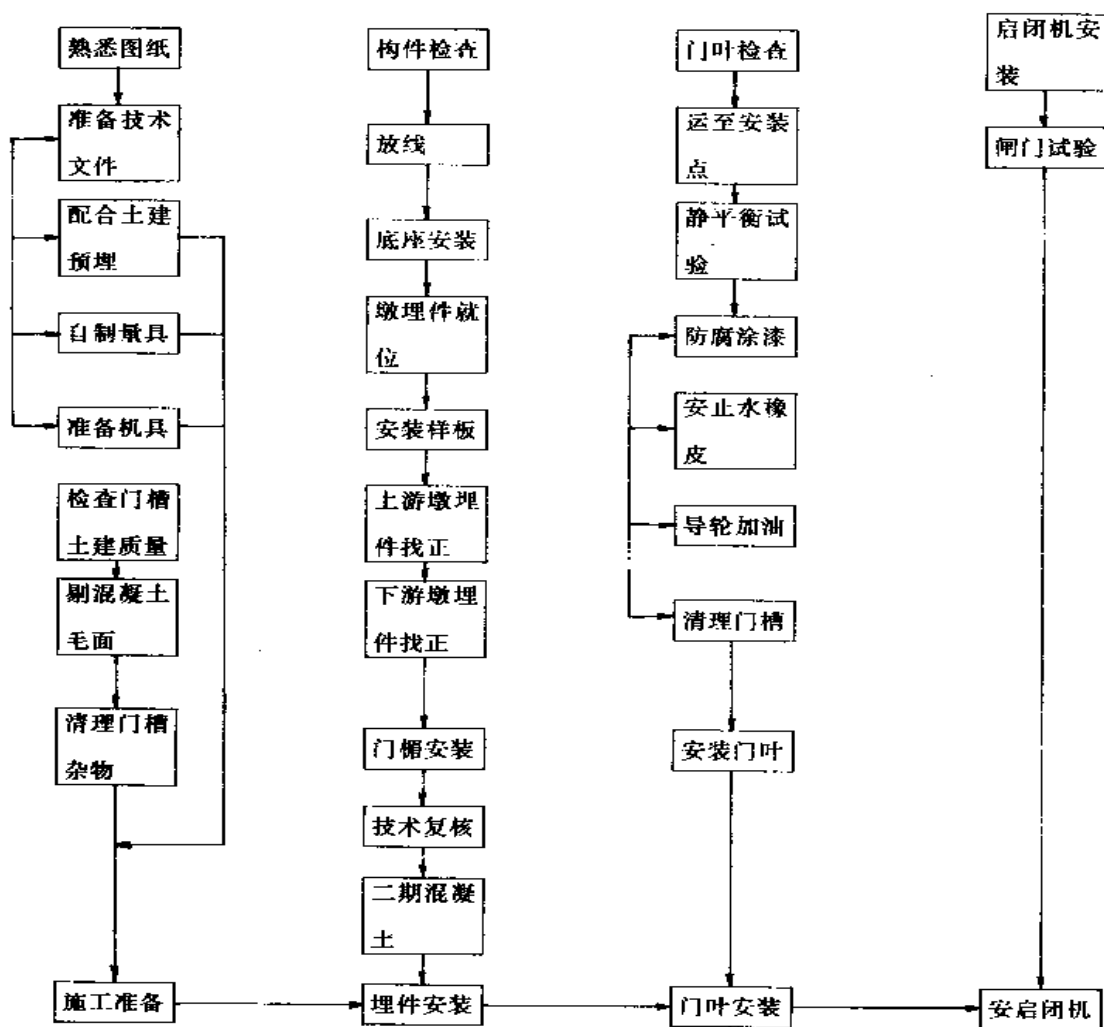 熟悉图纸
准备技术
文件
配合土建
预埋
自制量具
准备机具
检查门槽
土建质量
剔混凝土
毛面
清理门槽
杂物
施工准备
构件检查
放线
底座安装
墩埋件就
位
安装样板
上游墩埋
件找正
下游墩埋
件找正
门楣安装
技术复核
二期混凝
土
埋件安装
门叶检查
运至安装
点
静平衡试
验
防腐涂漆
安止水橡
皮
导轮加油
清理门槽
安装门叶
门叶安装
启闭机安
装
闸门试验
安启闭机